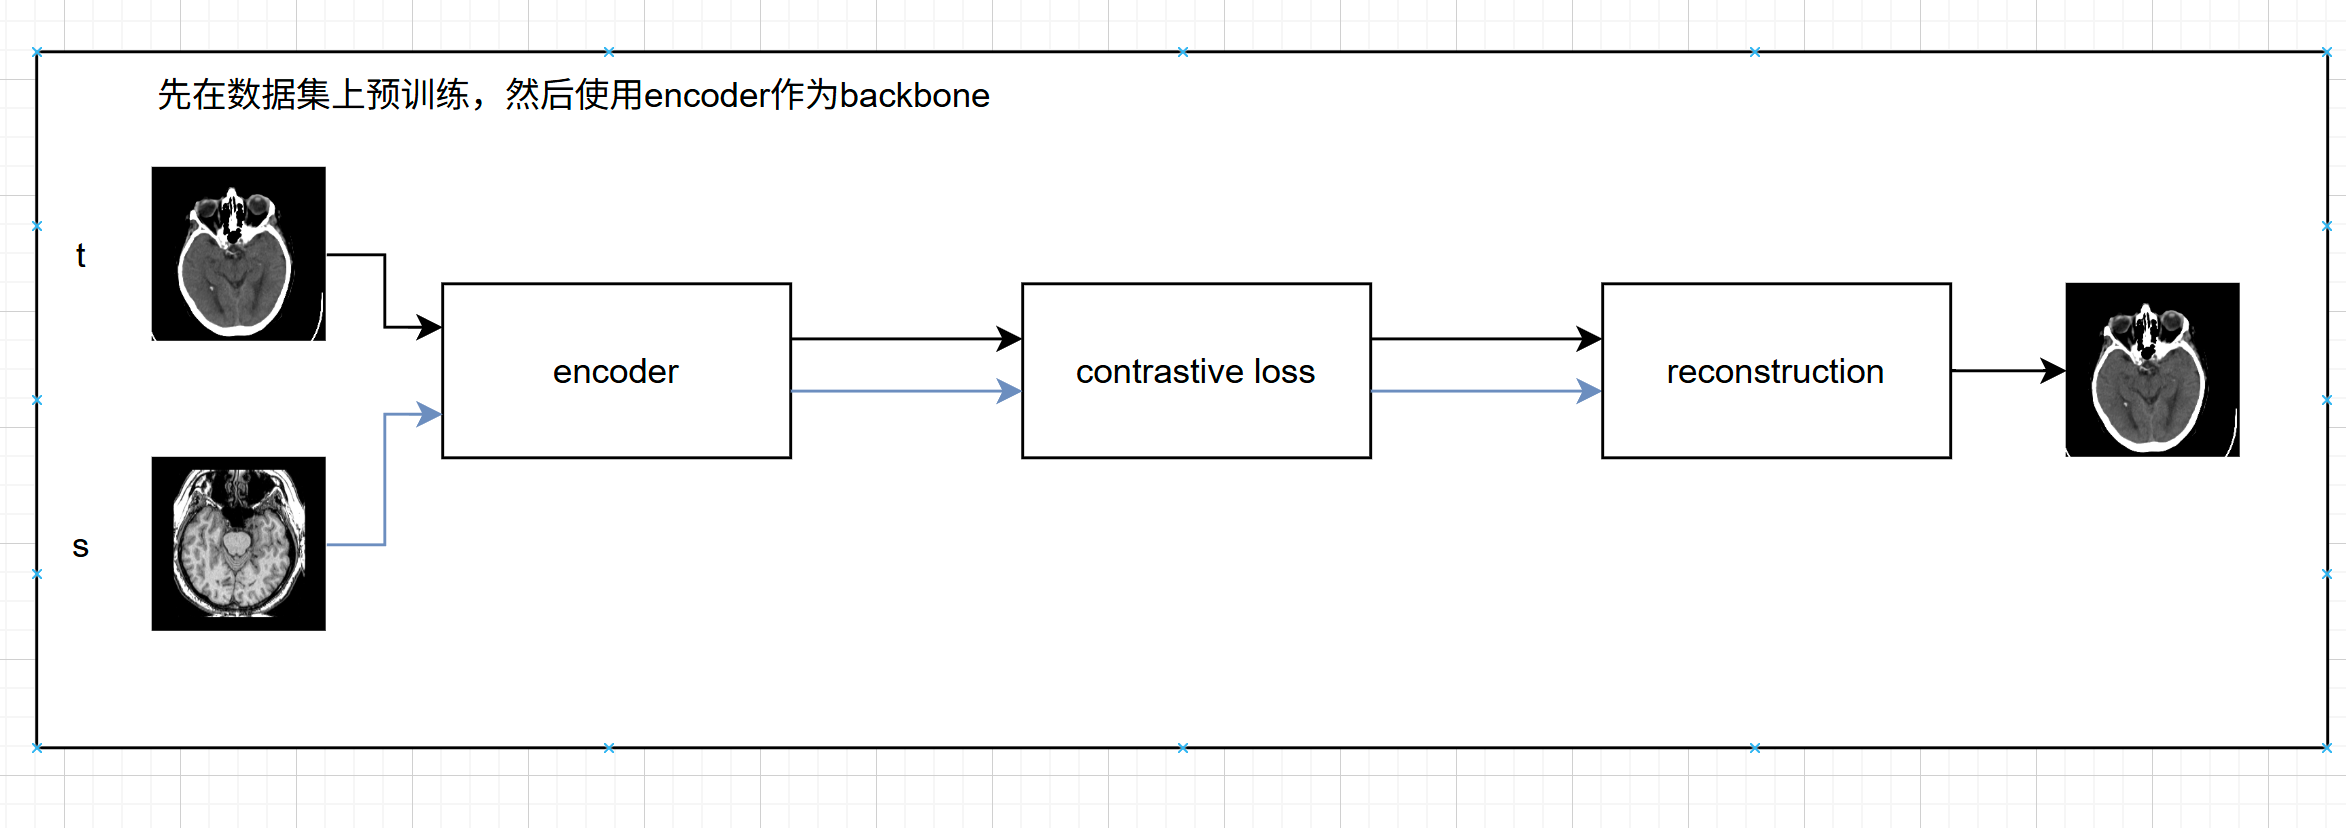 先在数据集上预训练，然后使用encoder作为backbone
t
encoder
contrastive loss
reconstruction
s